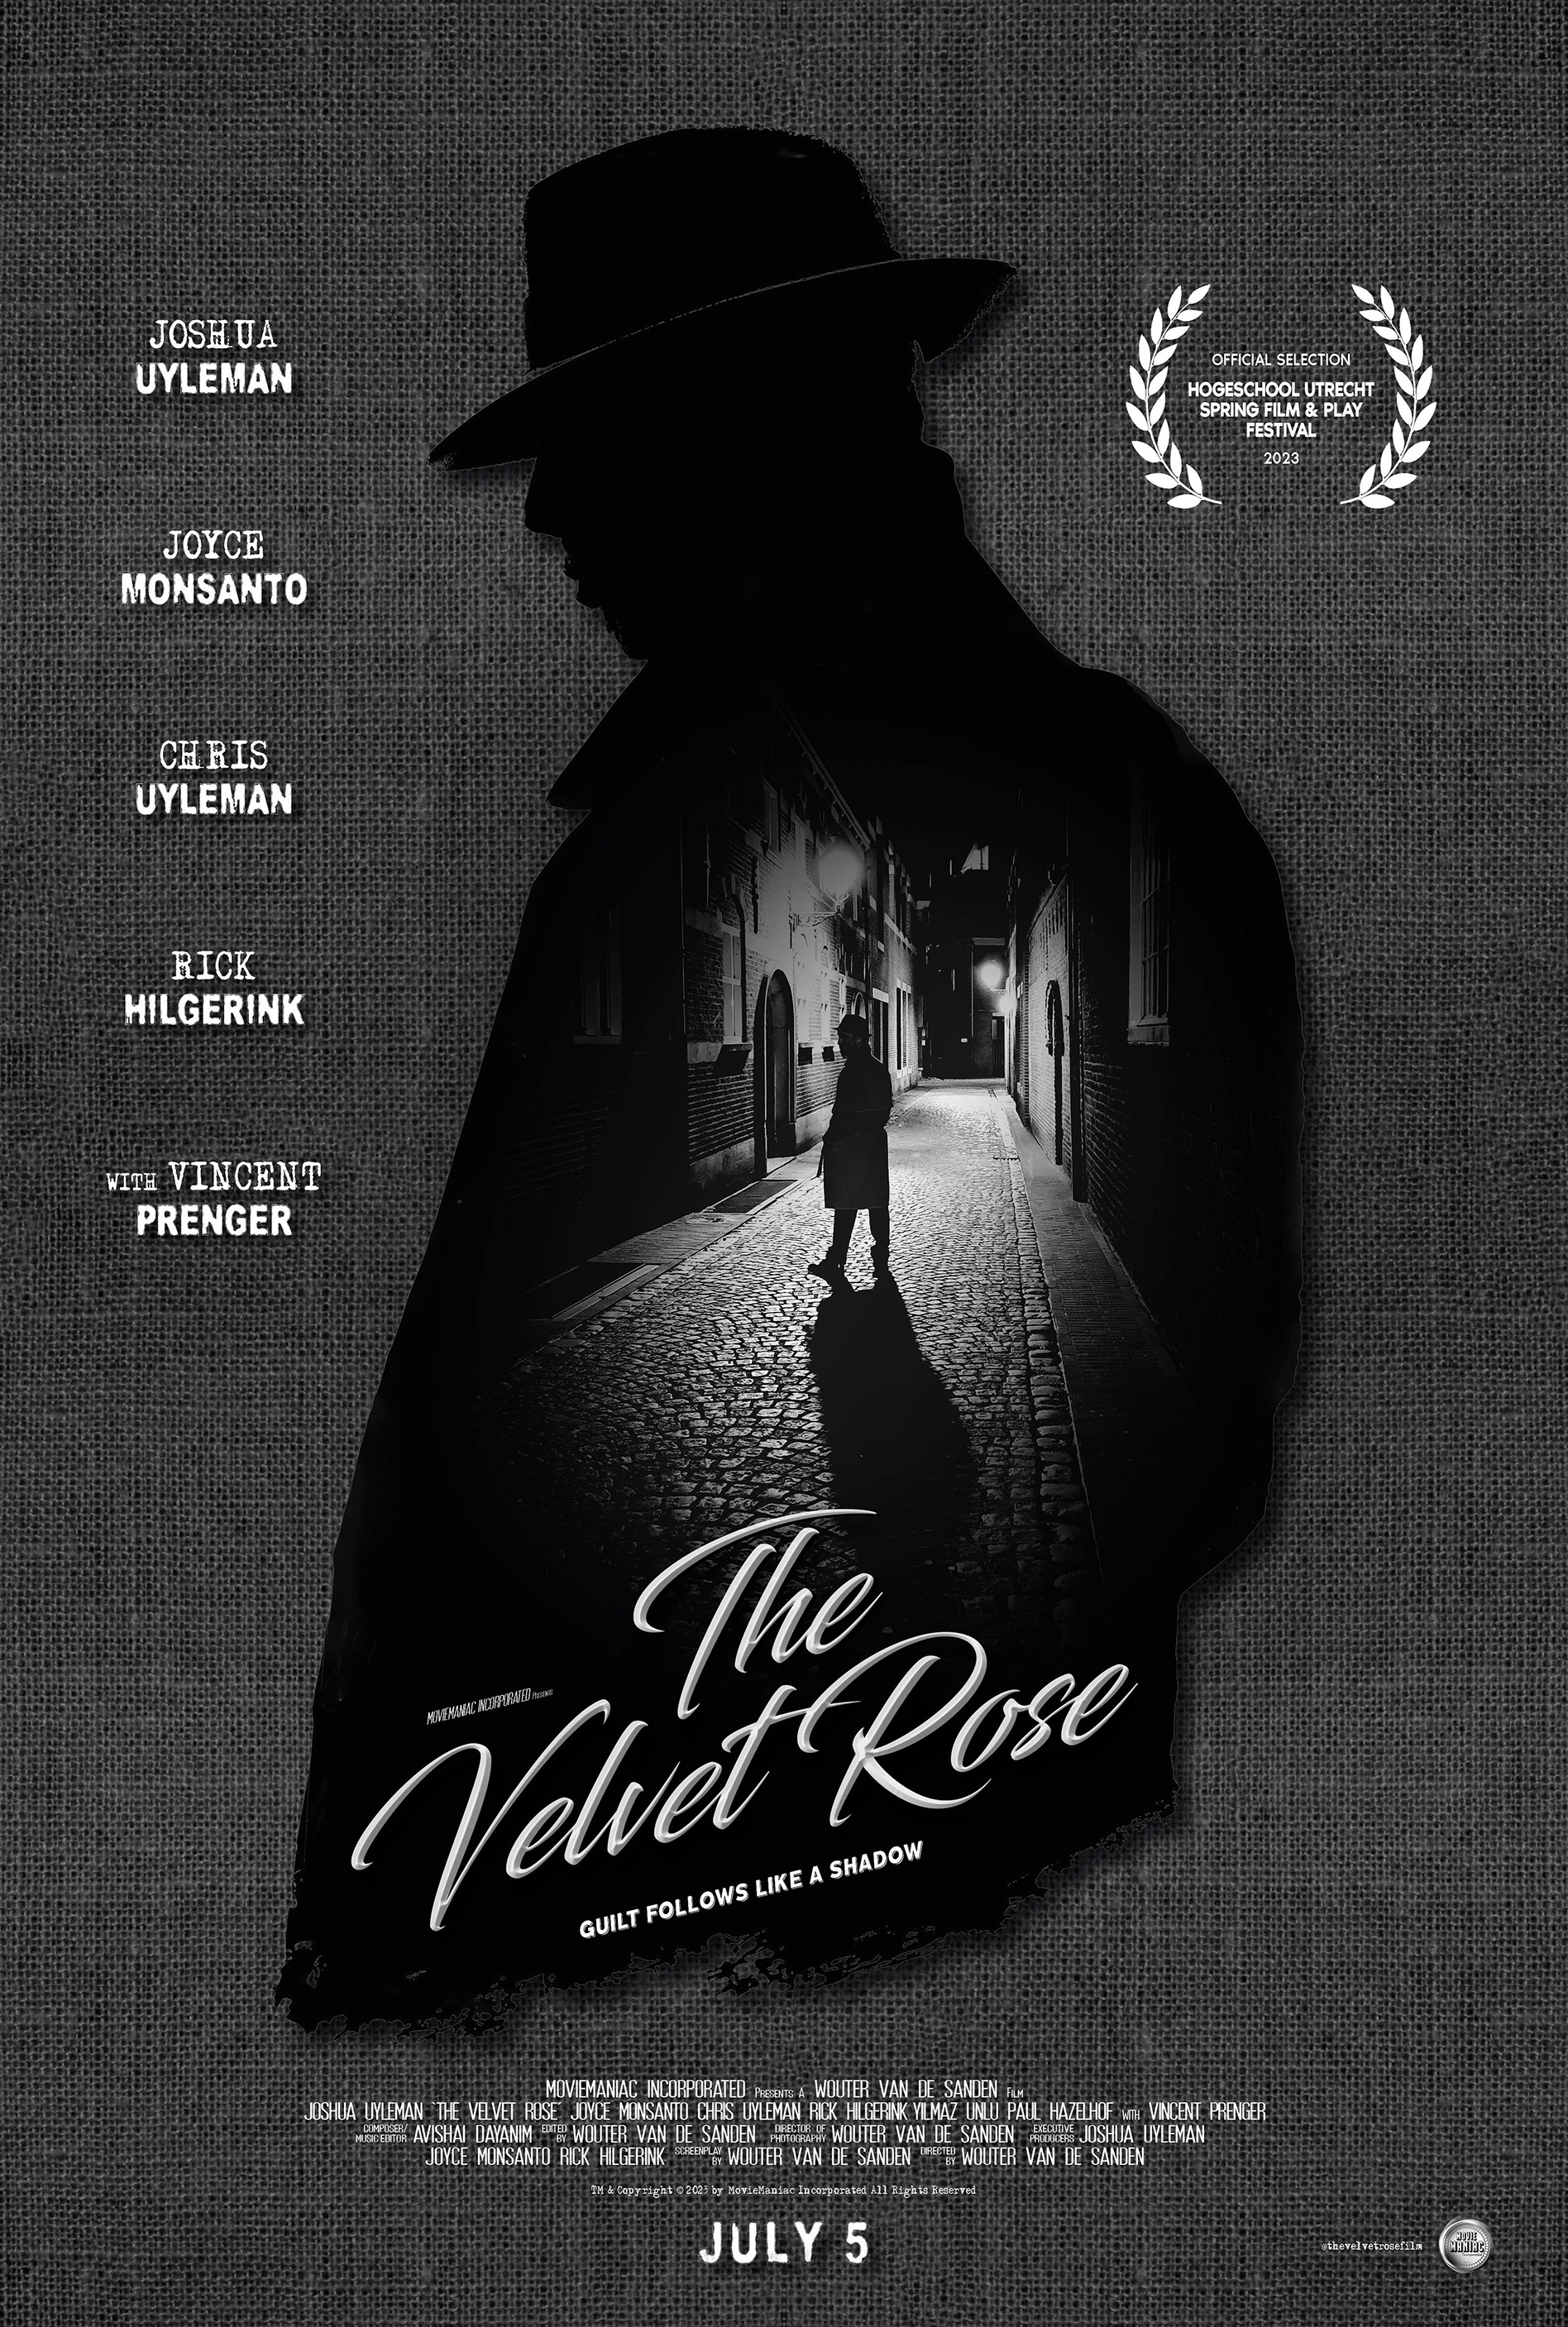 JOSHUA
UYLEMAN
JOYCE
MONSANTO
CHRIS
UYLEMAN
RICK
HILGERINK
WITH VINCENT
PRENGER
OFFICIAL SELECTION
HOGESCHOOL UTRECHT
SPRING FILM & PLAY
FESTIVAL
2023
MOVIEMANIAC INCORPORATED PRESENTS
The
Velvet Rose
GUILT FOLLOWS LIKE A SHADOW
MOVIEMANIAC INCORPORATED PRESENTS A WOUTER VAN DE SANDEN FILM
JOSHUA UYLEMAN `THE VELVET ROSE´ JOYCE MONSANTO CHRIS UYLEMAN RICK HILGERINK YILMAZ UNLU PAUL HAZELHOF WITH VINCENT PRENGER
COMPOSER/ MUSIC EDITOR AVISHAI DAYANIM EDITED BY WOUTER VAN DE SANDEN DIRECTOR OF PHOTOGRAPHY WOUTER VAN DE SANDEN EXECUTIVE PRODUCERS JOSHUA UYLEMAN
JOYCE MONSANTO RICK HILGERINK SCREENPLAY BY WOUTER VAN DE SANDEN DIRECTED BY WOUTER VAN DE SANDEN
TM & Copyright © 2023 by MovieManiac Incorporated All Rights Reserved
JULY 5
@thevelvetrosefilm
MOVIE
MANIAC